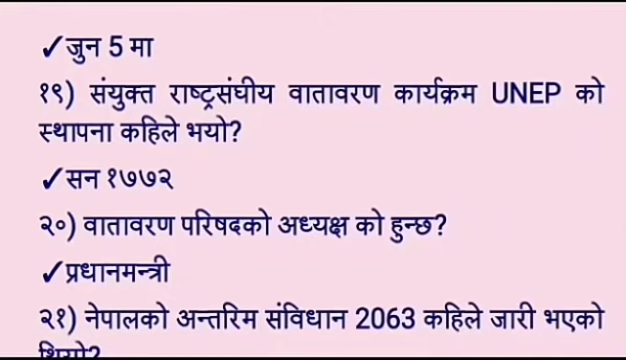 ✓जुन 5 मा
१९) संयुक्त राष्ट्रसंघीय वातावरण कार्यक्रम UNEP को
स्थापना कहिले भयो?
✓सन १७७२
२०) वातावरण परिषदको अध्यक्ष को हुन्छ?
✓प्रधानमन्त्री
२१) नेपालको अन्तरिम संविधान 2063 कहिले जारी भएको
थियो?